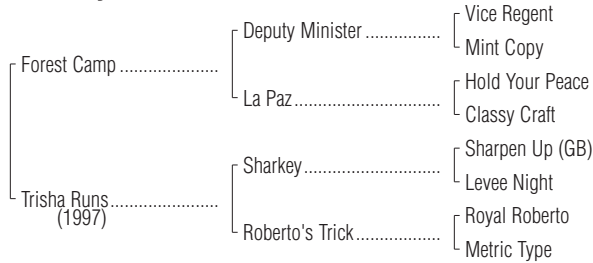 Vice Regent
Deputy Minister ................
Mint Copy
Forest Camp .....................
Hold Your Peace
La Paz ...............................
Classy Craft
Sharpen Up (GB)
Sharkey .............................
Levee Night
Trisha Runs ......................
(1997)
Royal Roberto
Roberto's Trick ..................
Metric Type